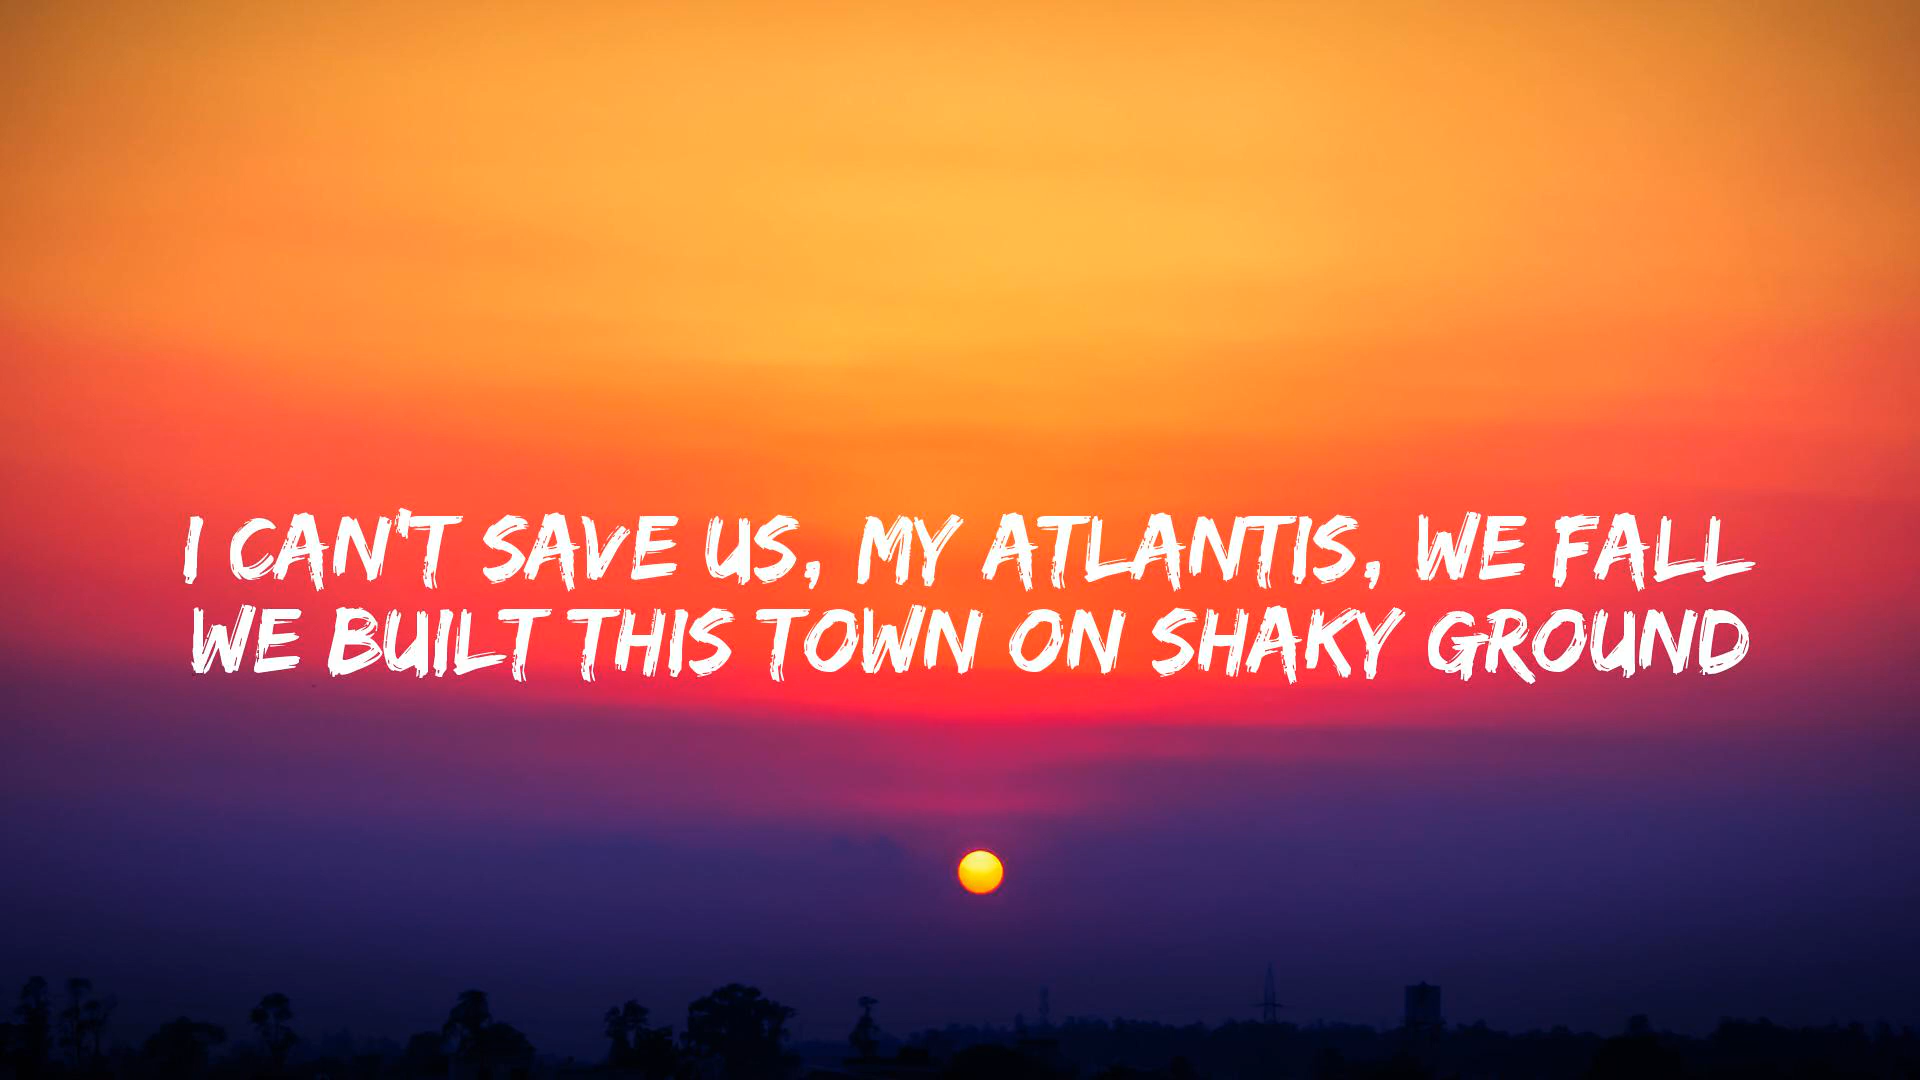 I CAN'T SAVE US, MY ATLANTIS, WE FALL
WE BUILT THIS TOWN ON SHAKY GROUND